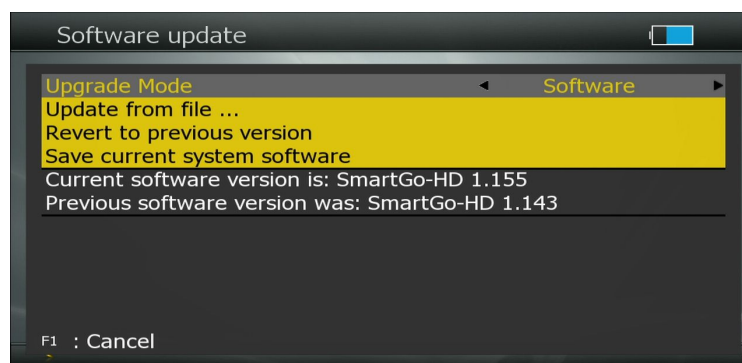 Software update
Upgrade Mode ◄ Software ►
Update from file ...
Revert to previous version
Save current system software
Current software version is: SmartGo-HD 1.155
Previous software version was: SmartGo-HD 1.143
F1 : Cancel